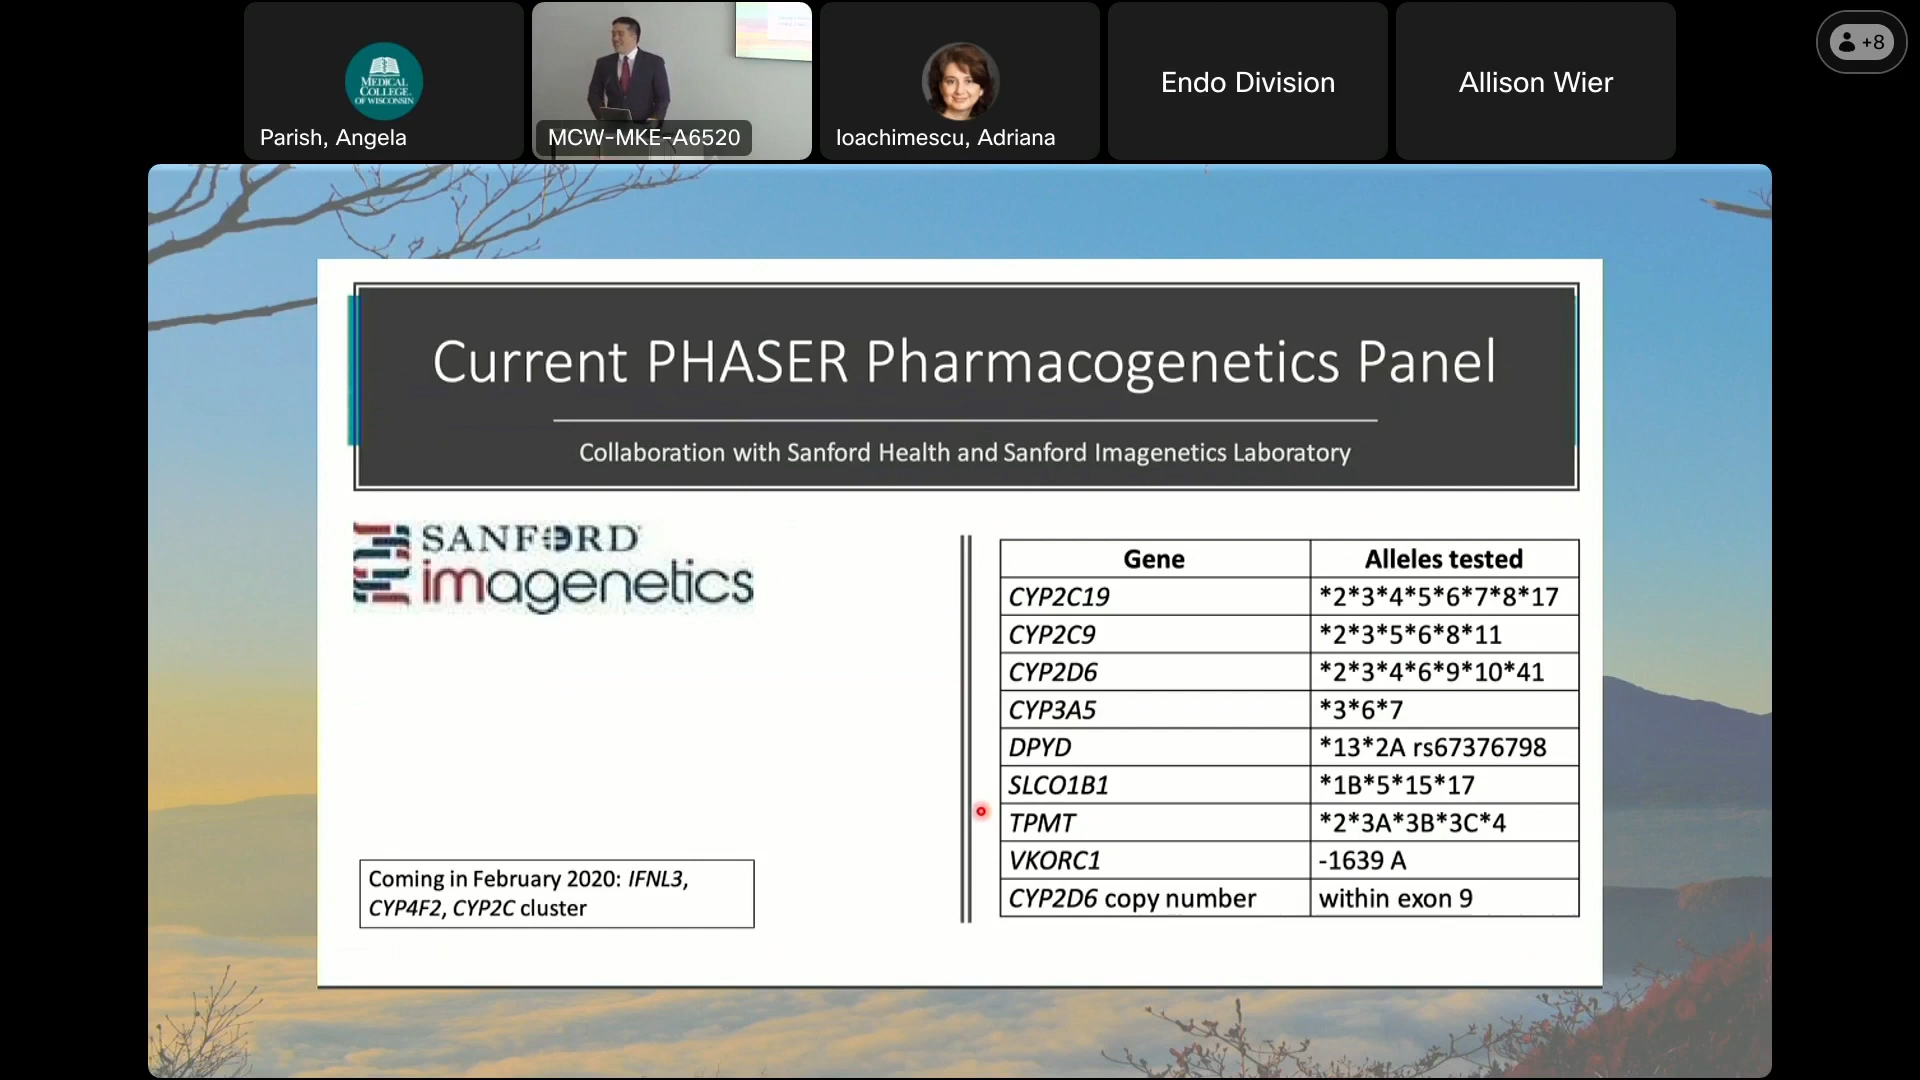 MEDICAL
COLLEGE
OF WISCONSIN
Parish, Angela
MCW-MKE-A6520
Ioachimescu, Adriana
Endo Division
Allison Wier
+8
Current PHASER Pharmacogenetics Panel
Collaboration with Sanford Health and Sanford Imagenetics Laboratory
SANFORD
imagenetics
Coming in February 2020: IFNL3,
CYP4F2, CYP2C cluster
Gene Alleles tested
CYP2C19 *2*3*4*5*6*7*8*17
CYP2C9 *2*3*5*6*8*11
CYP2D6 *2*3*4*6*9*10*41
CYP3A5 *3*6*7
DPYD *13*2A rs67376798
SLCO1B1 *1B*5*15*17
TPMT *2*3A*3B*3C*4
VKORC1 -1639 A
CYP2D6 copy number within exon 9